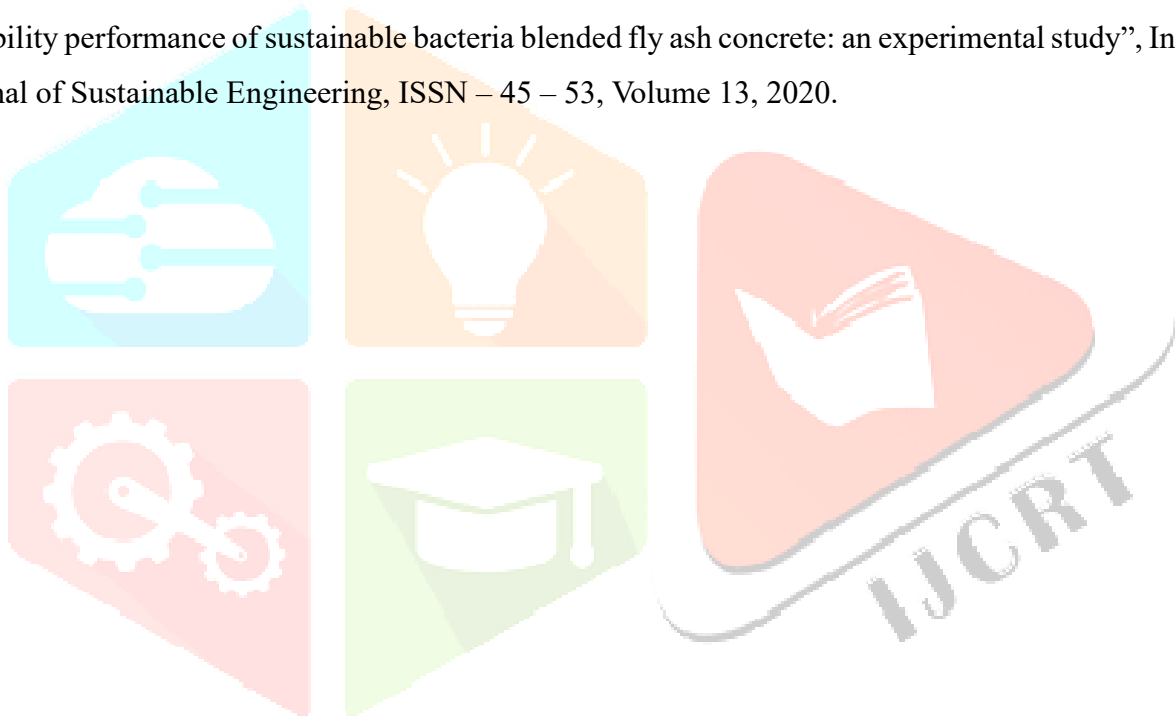 bility performance of sustainable bacteria blended fly ash concrete: an experimental study”, In
nal of Sustainable Engineering, ISSN – 45 – 53, Volume 13, 2020.
IJCRT